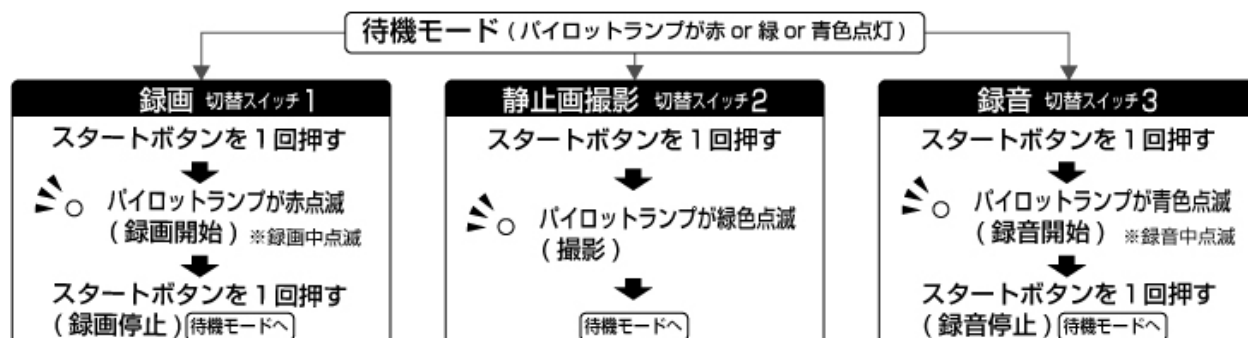 待機モード ( パイロットランプが赤 or 緑 or 青色点灯 )
録画 切替スイッチ1
スタートボタンを1回押す
パイロットランプが赤点滅
( 録画開始 ) ※録画中点滅
スタートボタンを1回押す
( 録画停止 ) 待機モードへ
静止画撮影 切替スイッチ2
スタートボタンを1回押す
パイロットランプが緑色点滅
( 撮影 )
待機モードへ
録音 切替スイッチ3
スタートボタンを1回押す
パイロットランプが青色点滅
( 録音開始 ) ※録音中点滅
スタートボタンを1回押す
( 録音停止 ) 待機モードへ